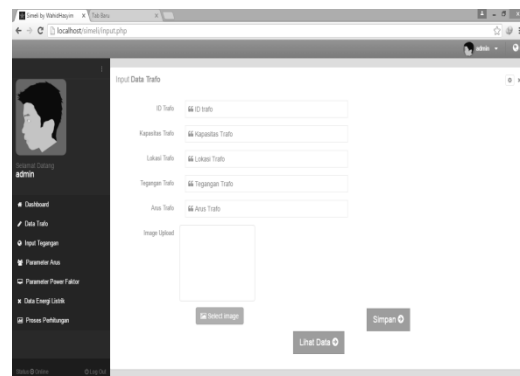 Simeli by WahidHasyim
Tab Baru
localhost/simeli/input.php
admin
Input Data Trafo
Selamat Datang
admin
Dashboard
Data Trafo
Input Tegangan
Parameter Arus
Parameter Power Faktor
Data Energi Listrik
Proses Perhitungan
Status Online
Log Out
ID Trafo
ID trafo
Kapasitas Trafo
Kapasitas Trafo
Lokasi Trafo
Lokasi Trafo
Tegangan Trafo
Tegangan Trafo
Arus Trafo
Arus Trafo
Image Upload
Select image
Simpan
Lihat Data